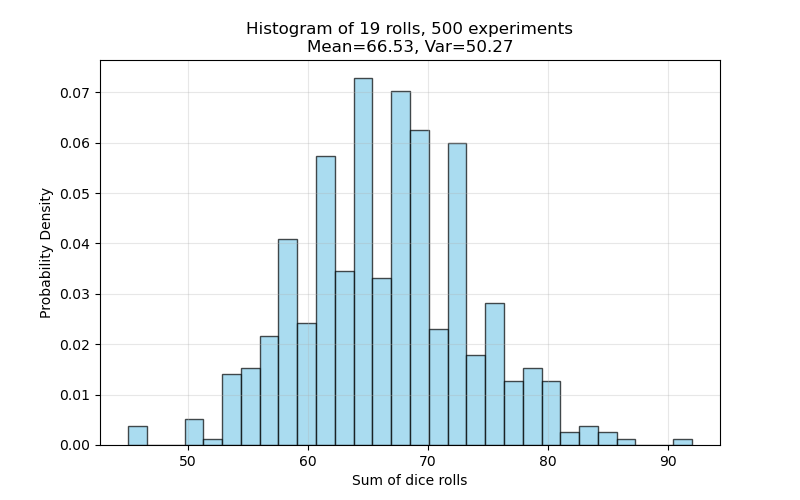 Histogram of 19 rolls, 500 experiments
Mean=66.53, Var=50.27
Probability Density
0.07
0.06
0.05
0.04
0.03
0.02
0.01
0.00
50 60 70 80 90
Sum of dice rolls